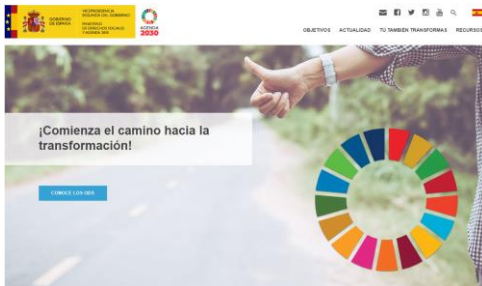 GOBIERNO
DE ESPAÑA
VICEPRESIDENCIA
SEGUNDA DEL GOBIERNO
MINISTERIO
DE DERECHOS SOCIALES
Y AGENDA 2030
AGENDA
2030
OBJETIVOS ACTUALIDAD TÚ TAMBIÉN TRANSFORMAS RECURSOS
¡Comienza el camino hacia la
transformación!
CONOCE LOS ODS